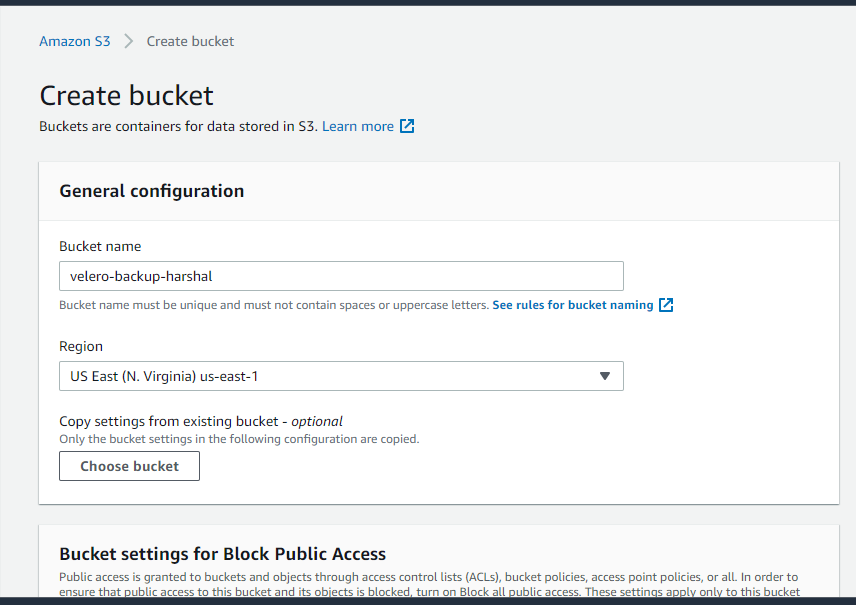 Amazon S3 > Create bucket
Create bucket
Buckets are containers for data stored in S3. Learn more
General configuration
Bucket name
velero-backup-harshal
Bucket name must be unique and must not contain spaces or uppercase letters. See rules for bucket naming
Region
US East (N. Virginia) us-east-1
Copy settings from existing bucket - optional
Only the bucket settings in the following configuration are copied.
Choose bucket
Bucket settings for Block Public Access
Public access is granted to buckets and objects through access control lists (ACLs), bucket policies, access point policies, or all. In order to
ensure that public access to this bucket and its objects is blocked, turn on Block all public access. These settings apply only to this bucket